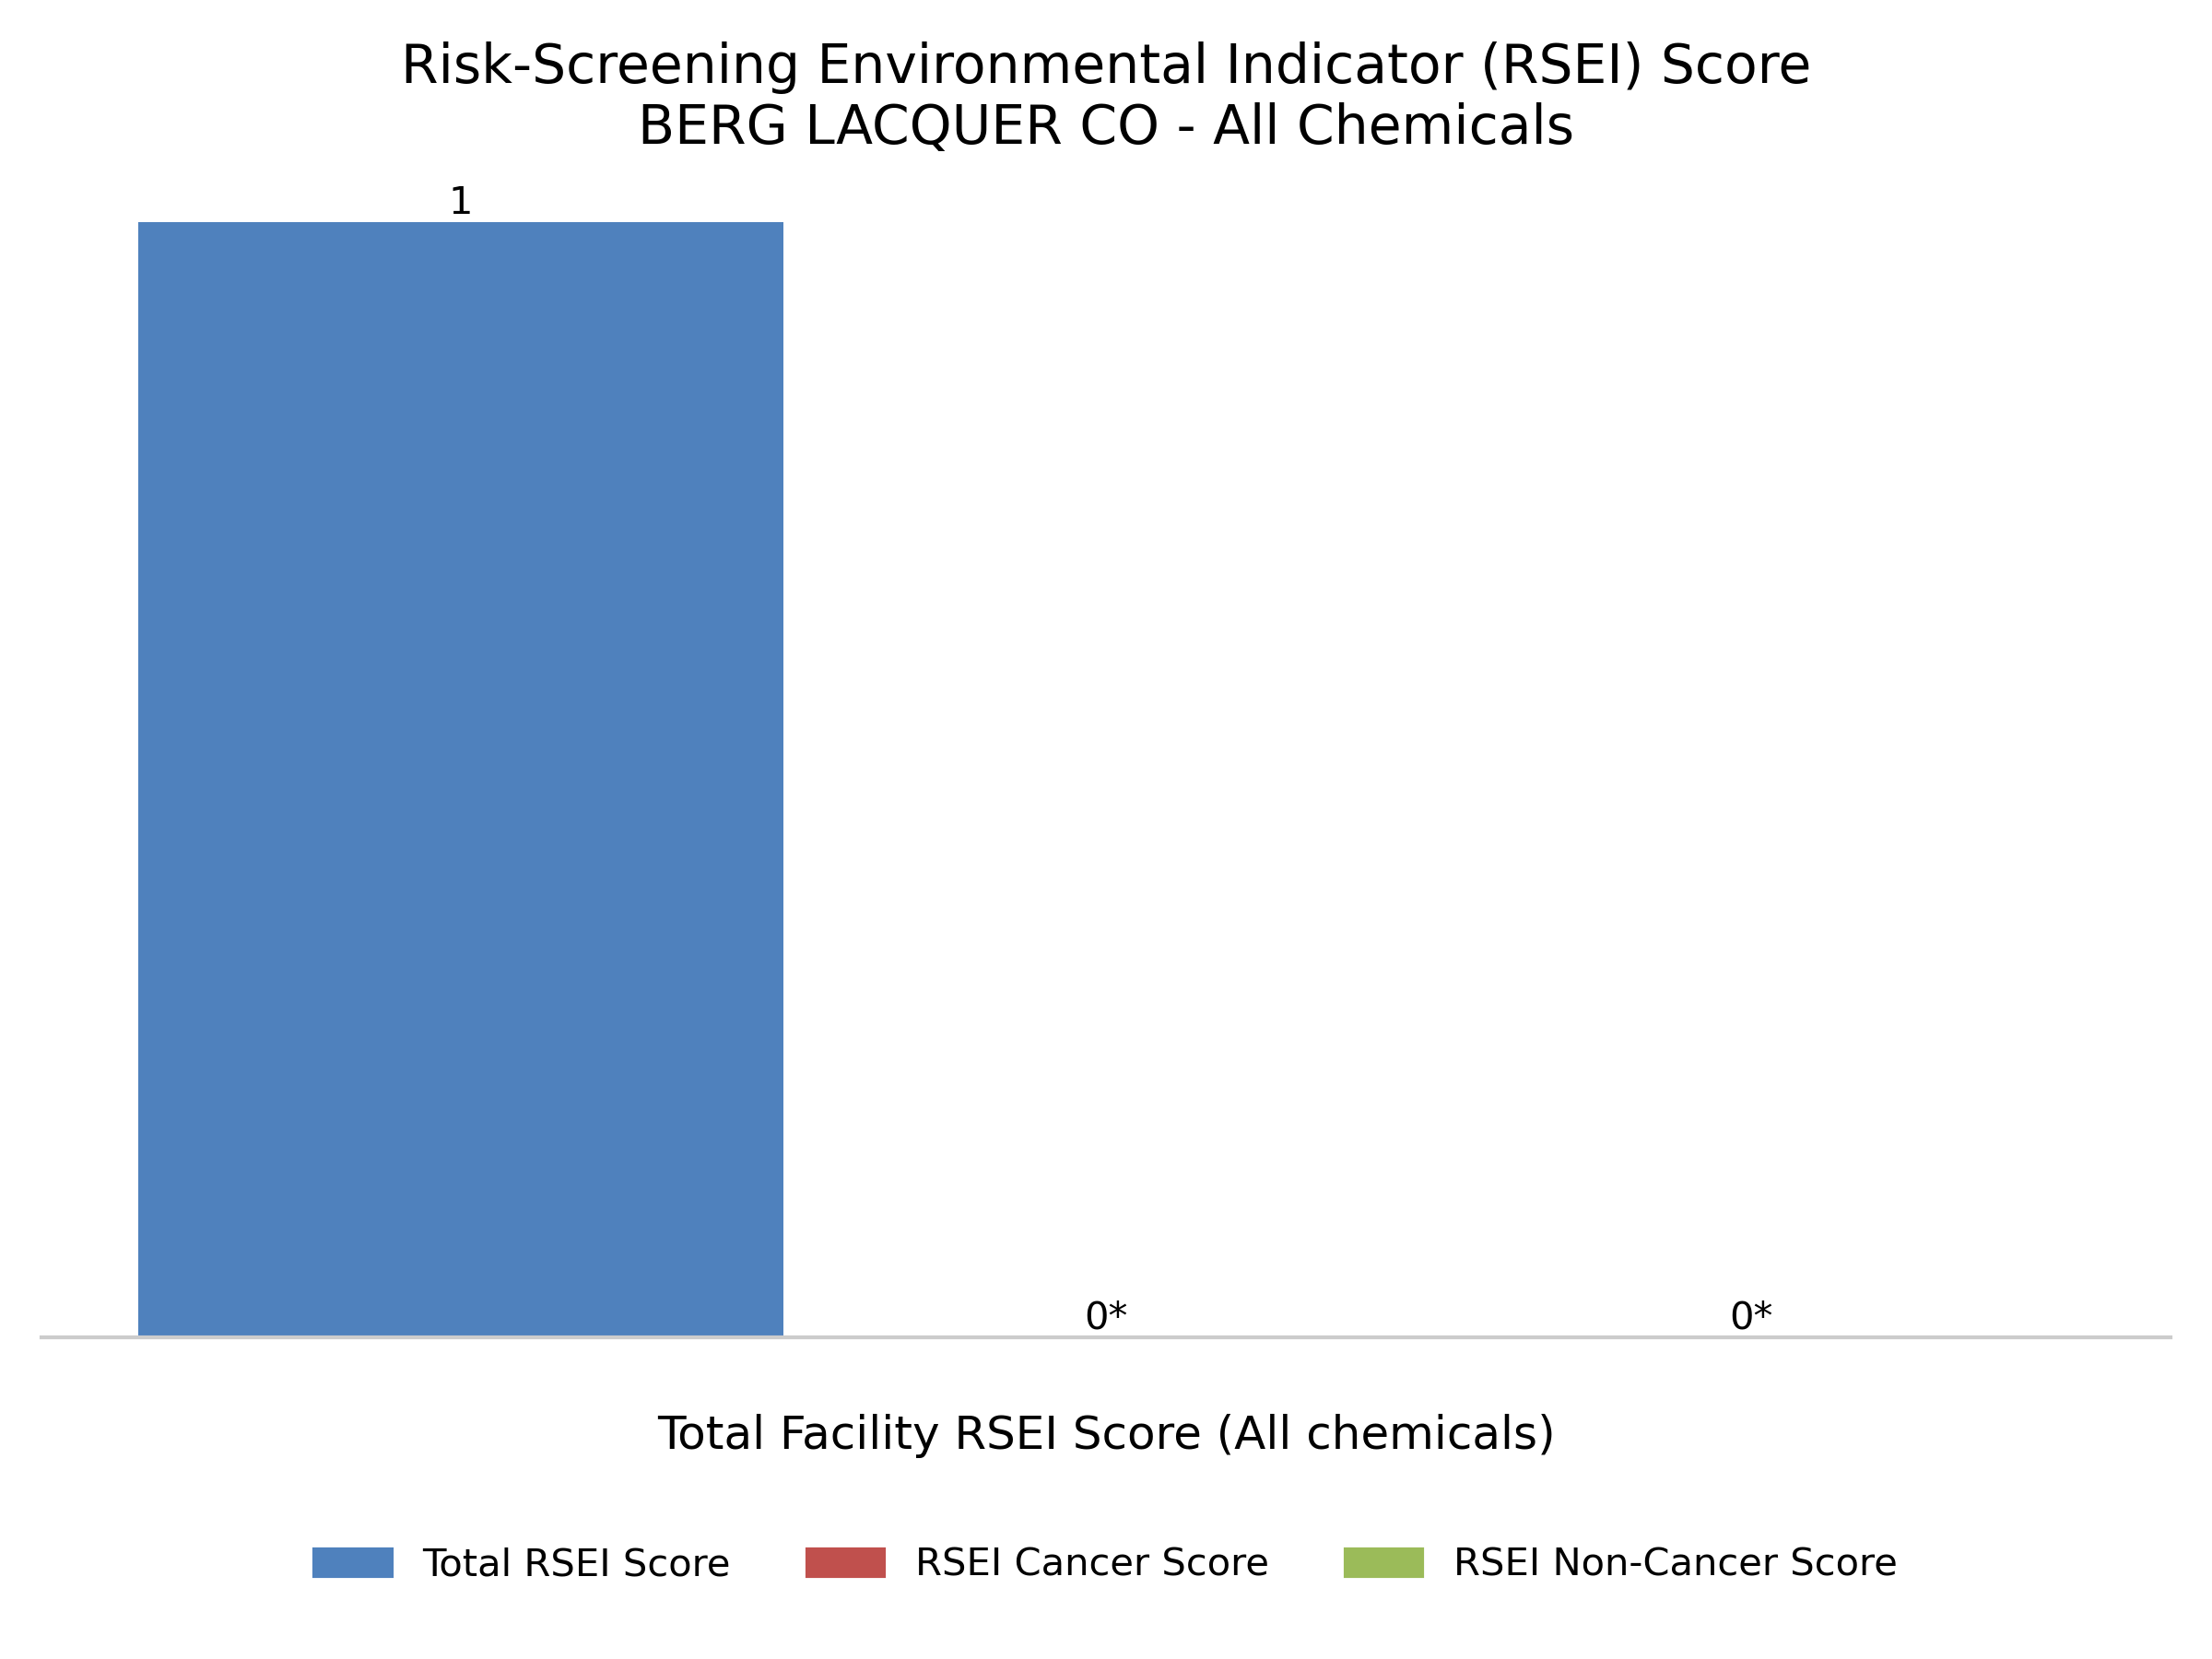 Risk-Screening Environmental Indicator (RSEI) Score
BERG LACQUER CO - All Chemicals
1
0*
0*
Total Facility RSEI Score (All chemicals)
Total RSEI Score
RSEI Cancer Score
RSEI Non-Cancer Score